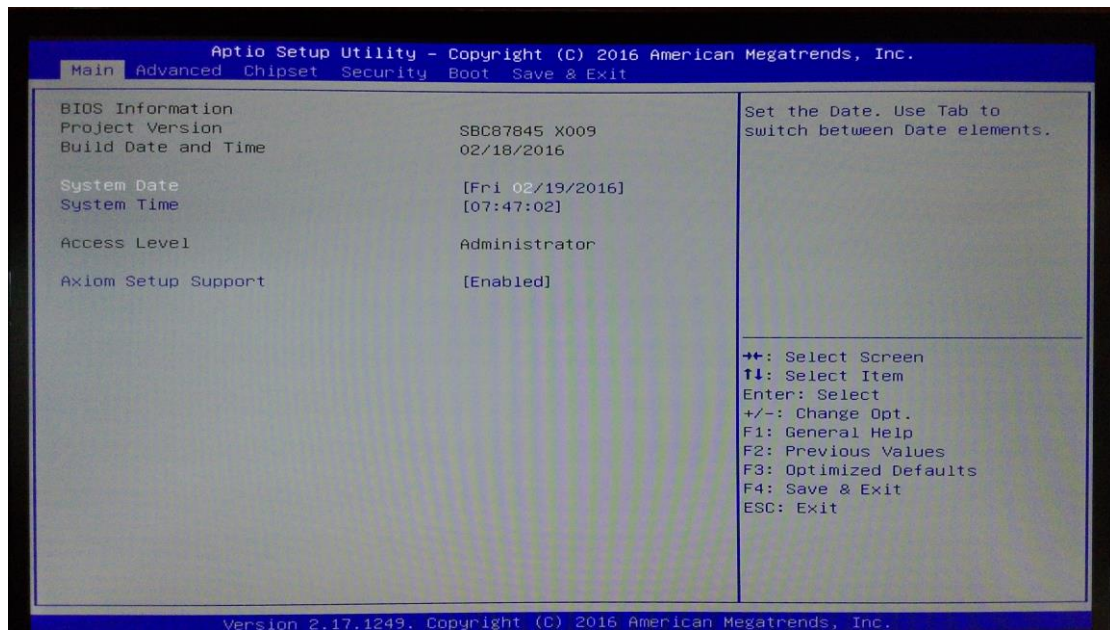 Aptio Setup Utility – Copyright (C) 2016 American Megatrends, Inc.
Main Advanced Chipset Security Boot Save & Exit
BIOS Information
Project Version SBC87845 X009
Build Date and Time 02/18/2016
System Date [Fri 02/19/2016]
System Time [07:47:02]
Access Level Administrator
Axiom Setup Support [Enabled]
Set the Date. Use Tab to
switch between Date elements.
→←: Select Screen
↑↓: Select Item
Enter: Select
+/-: Change Opt.
F1: General Help
F2: Previous Values
F3: Optimized Defaults
F4: Save & Exit
ESC: Exit
Version 2.17.1249. Copyright (C) 2016 American Megatrends, Inc.